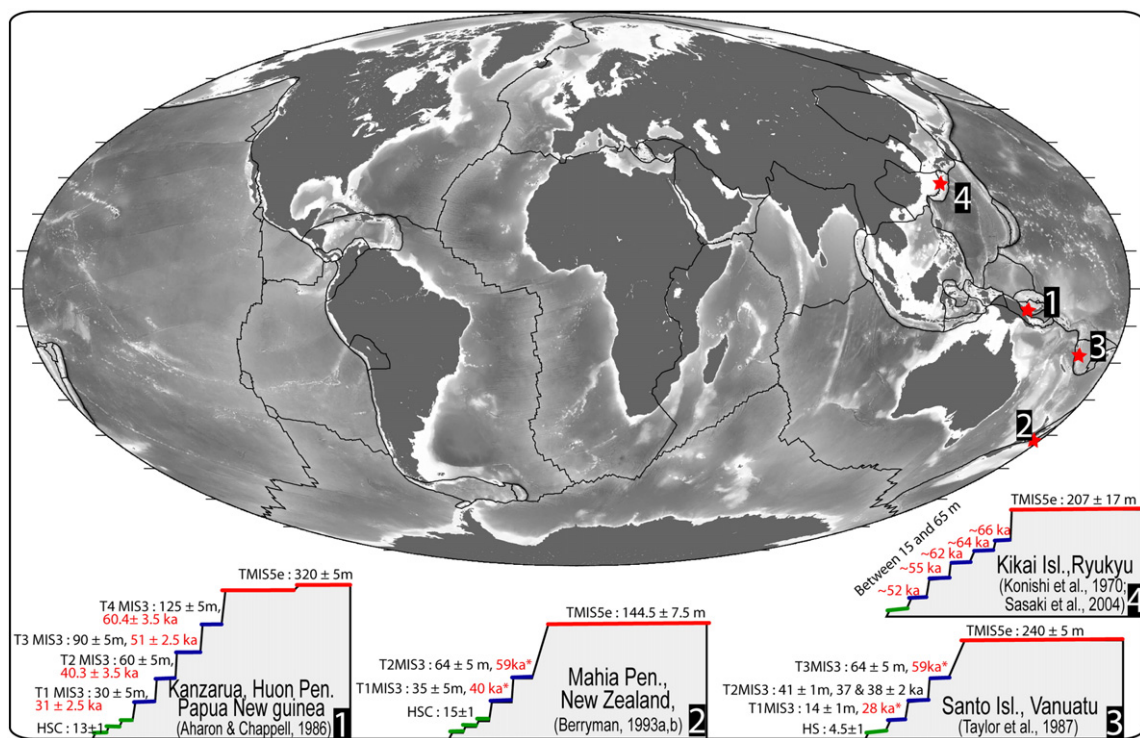 4
1
3
2
TMIS5e : 207 ± 17 m
Between 15 and 65 m
~66 ka
~64 ka
~62 ka
~55 ka
~52 ka
Kikai Isl.,Ryukyu
(Konishi et al., 1970;
Sasaki et al., 2004)
4
TMIS5e : 320 ± 5m
T4 MIS3 : 125 ± 5m,
60.4± 3.5 ka
T3 MIS3 : 90 ± 5m, 51 ± 2.5 ka
T2 MIS3 : 60 ± 5m,
40.3 ± 3.5 ka
T1 MIS3 : 30 ± 5m,
31 ± 2.5 ka
HSC : 13±1
Kanzarua, Huon Pen.
Papua New guinea
(Aharon & Chappell, 1986)
1
TMIS5e : 144.5 ± 7.5 m
T2MIS3 : 64 ± 5 m, 59ka*
T1MIS3 : 35 ± 5m, 40 ka*
HSC : 15±1
Mahia Pen.,
New Zealand,
(Berryman, 1993a,b)
2
TMIS5e : 240 ± 5 m
T3MIS3 : 64 ± 5 m, 59ka*
T2MIS3 : 41 ± 1m, 37 & 38 ± 2 ka
T1MIS3 : 14 ± 1m, 28 ka*
HS : 4.5±1
Santo Isl., Vanuatu
(Taylor et al., 1987)
3